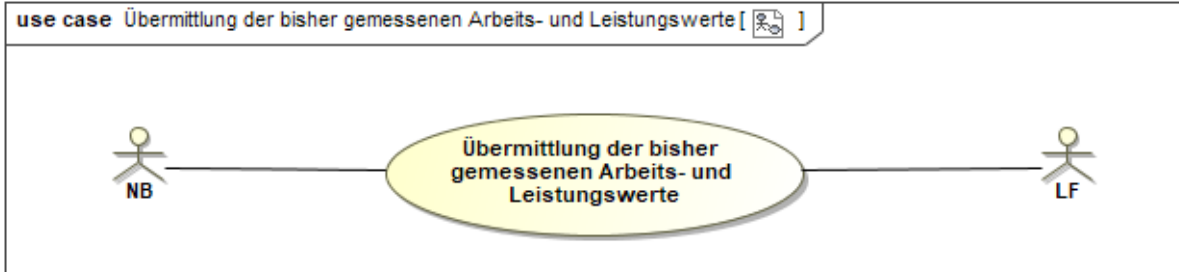 use case Übermittlung der bisher gemessenen Arbeits- und Leistungswerte [ ]
Übermittlung der bisher
gemessenen Arbeits- und
Leistungswerte
NB
LF